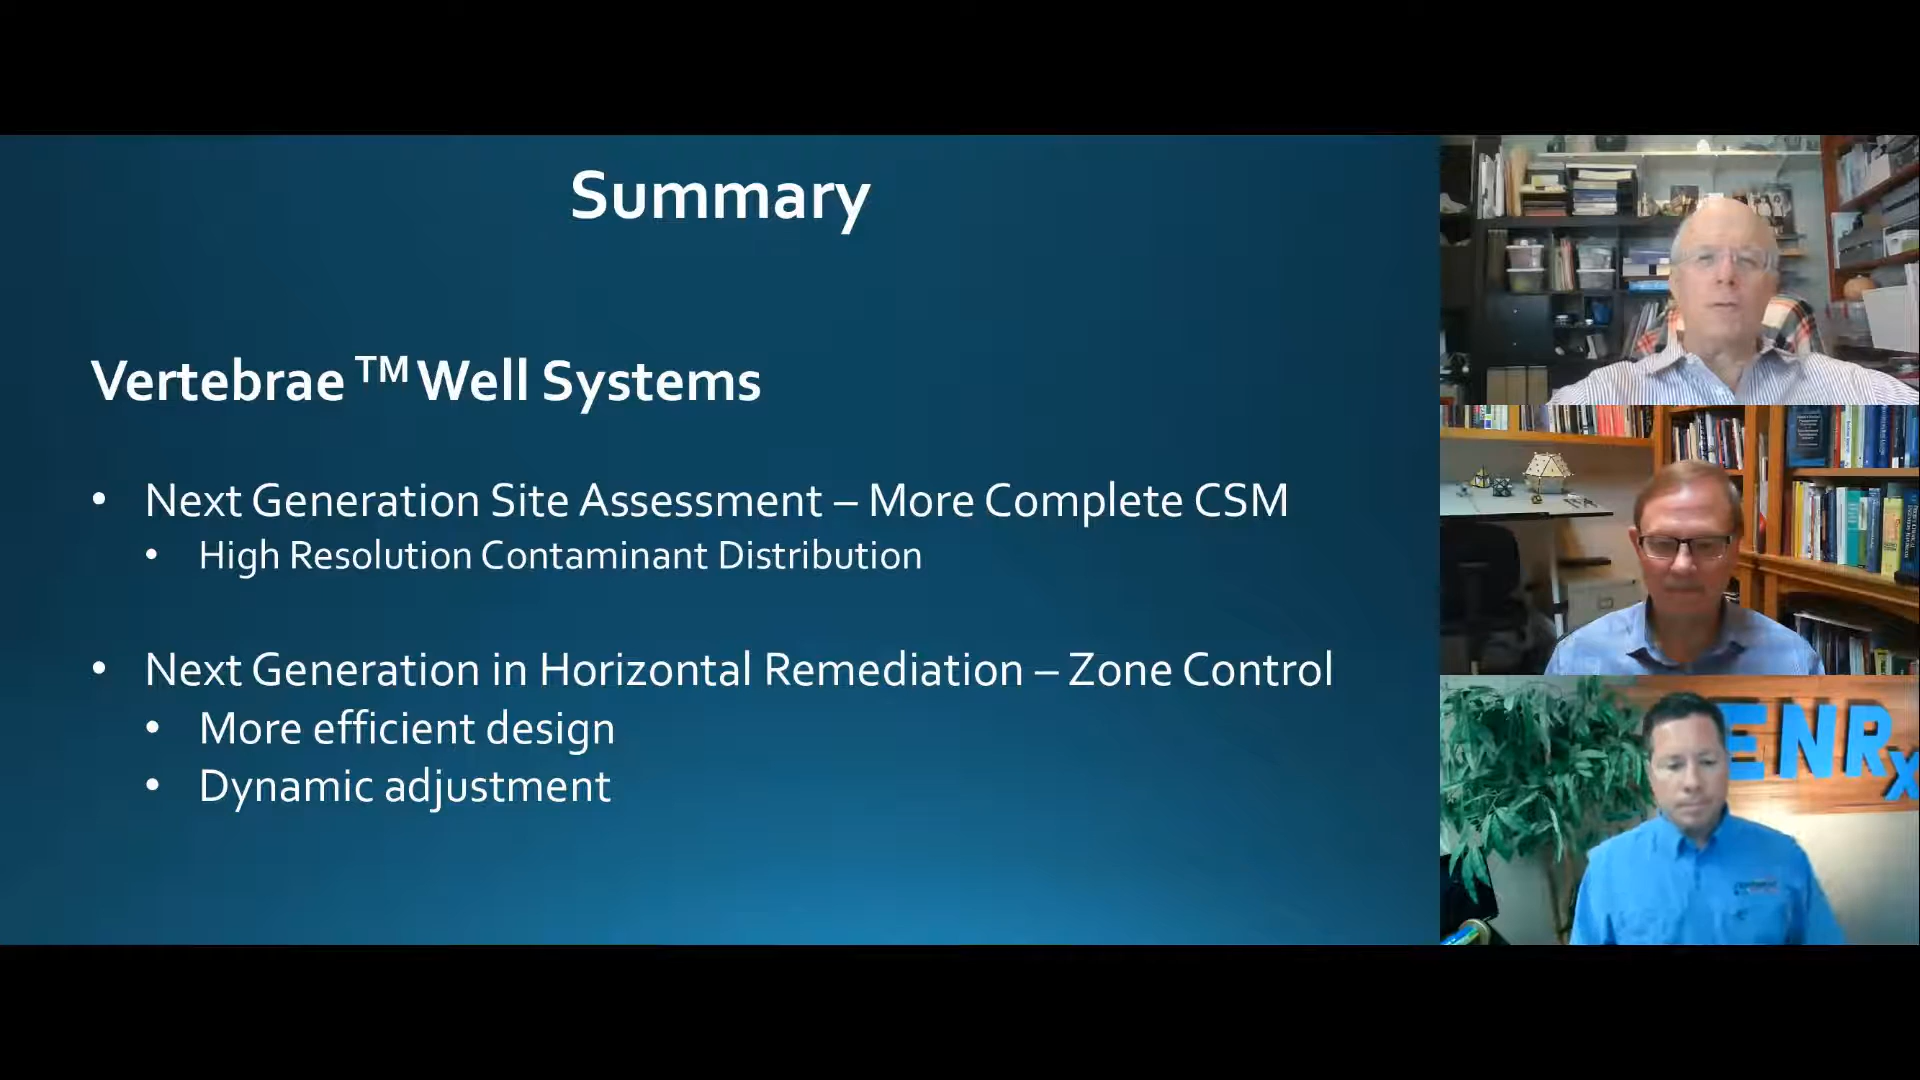 Summary
Vertebrae ™ Well Systems
• Next Generation Site Assessment – More Complete CSM
• High Resolution Contaminant Distribution
• Next Generation in Horizontal Remediation – Zone Control
• More efficient design
• Dynamic adjustment
ENRx